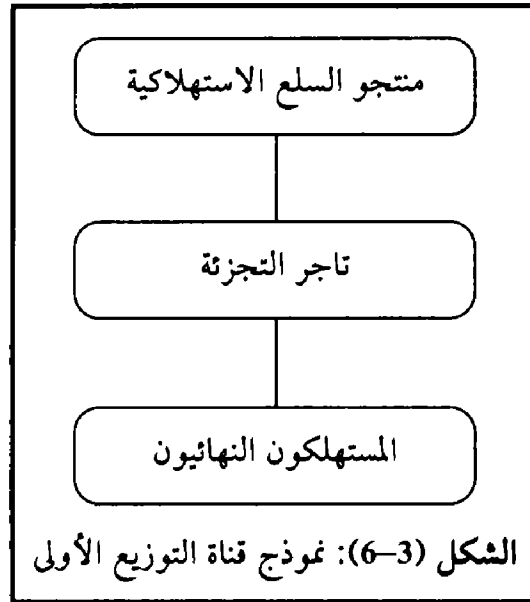 منتجو السلع الاستهلاكية
تاجر التجزئة
المستهلكون النهائيون
الشكل (3–6): نموذج قناة التوزيع الأولى